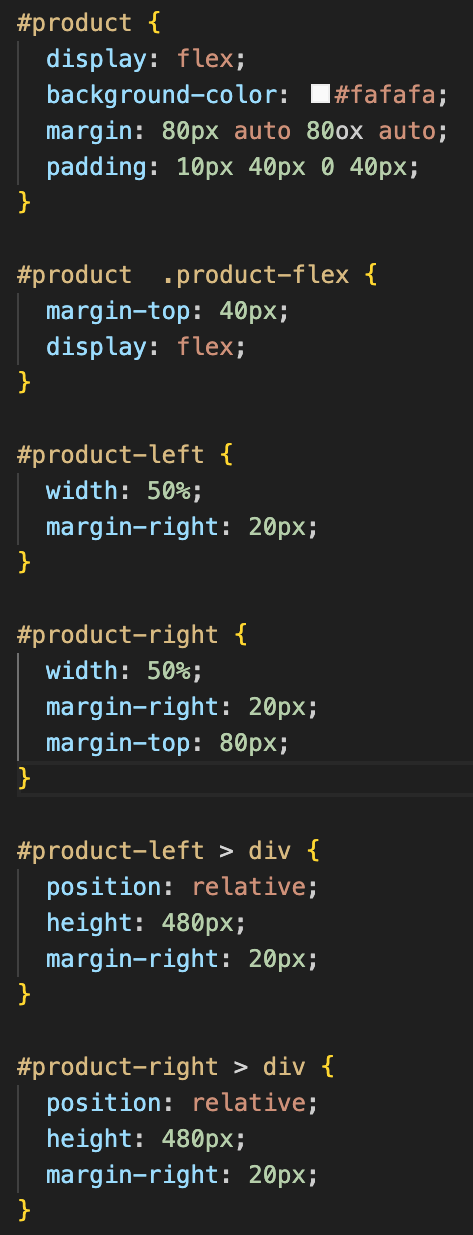 #product {
  display: flex;
  background-color: #fafafa;
  margin: 80px auto 80ox auto;
  padding: 10px 40px 0 40px;
}

#product  .product-flex {
  margin-top: 40px;
  display: flex;
}

#product-left {
  width: 50%;
  margin-right: 20px;
}

#product-right {
  width: 50%;
  margin-right: 20px;
  margin-top: 80px;
}

#product-left > div {
  position: relative;
  height: 480px;
  margin-right: 20px;
}

#product-right > div {
  position: relative;
  height: 480px;
  margin-right: 20px;
}